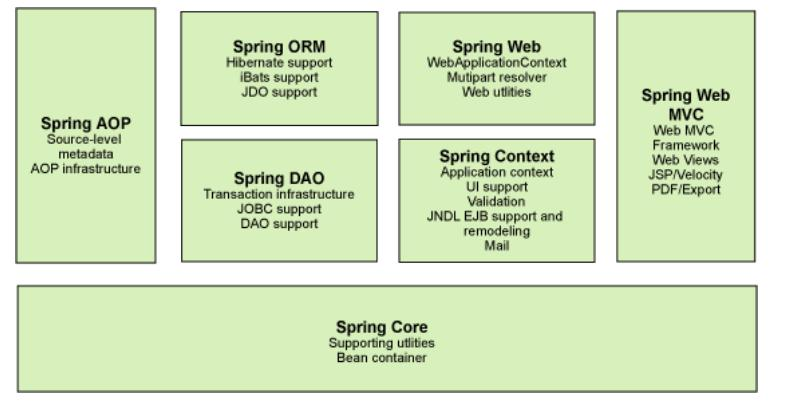 Spring AOP
Source-level
metadata
AOP infrastructure
Spring ORM
Hibernate support
iBats support
JDO support
Spring DAO
Transaction infrastructure
JOBC support
DAO support
Spring Web
WebApplicationContext
Mutipart resolver
Web utlities
Spring Context
Application context
UI support
Validation
JNDL EJB support and
remodeling
Mail
Spring Web
MVC
Web MVC
Framework
Web Views
JSP/Velocity
PDF/Export
Spring Core
Supporting utlities
Bean container